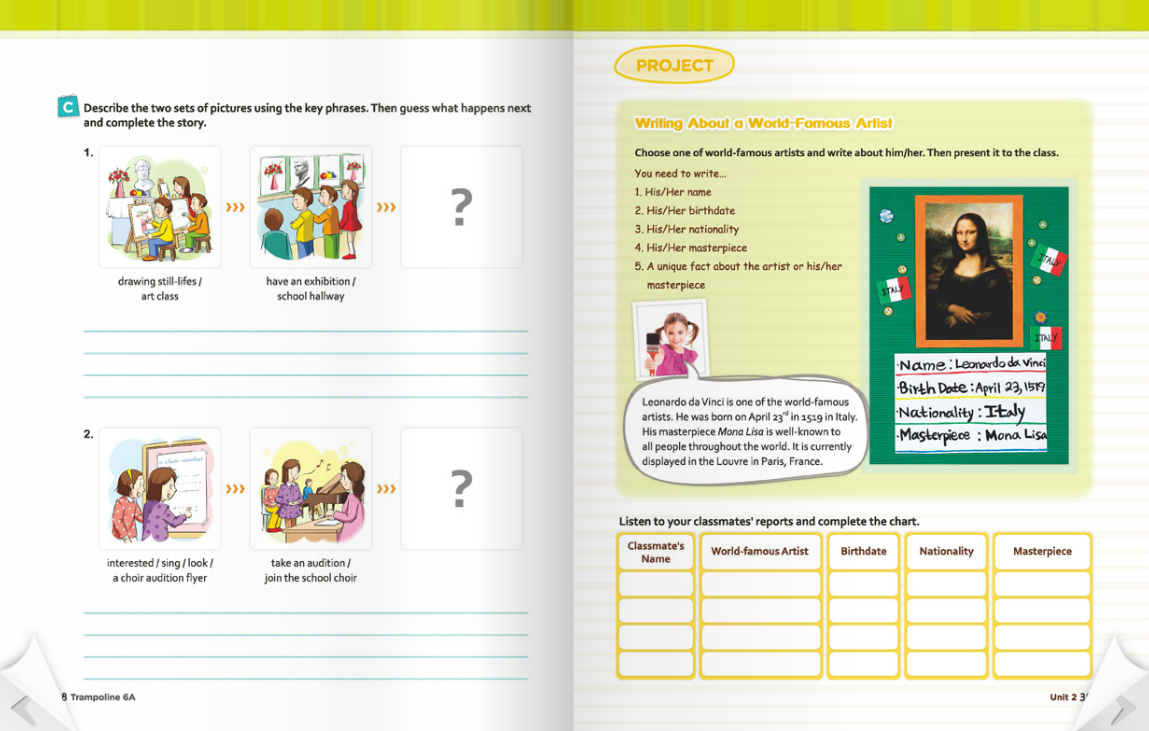 C Describe the two sets of pictures using the key phrases. Then guess what happens next
and complete the story.
1.
?
drawing still-lifes /
art class
have an exhibition /
school hallway
2.
?
interested / sing / look /
a choir audition flyer
take an audition /
join the school choir
8 Trampoline 6A
PROJECT
Writing About a World-Famous Artist
Choose one of world-famous artists and write about him/her. Then present it to the class.
You need to write...
1. His/Her name
2. His/Her birthdate
3. His/Her nationality
4. His/Her masterpiece
5. A unique fact about the artist or his/her
masterpiece
ITALY
ITALY
ITALY
·Name : Leonardo da Vinci
·Birth Date : April 23, 1519
·Nationality : Italy
·Masterpiece : Mona Lisa
Leonardo da Vinci is one of the world-famous
artists. He was born on April 23rd in 1519 in Italy.
His masterpiece Mona Lisa is well-known to
all people throughout the world. It is currently
displayed in the Louvre in Paris, France.
Listen to your classmates' reports and complete the chart.
Classmate's
Name
World-famous Artist
Birthdate
Nationality
Masterpiece
Unit 2 3